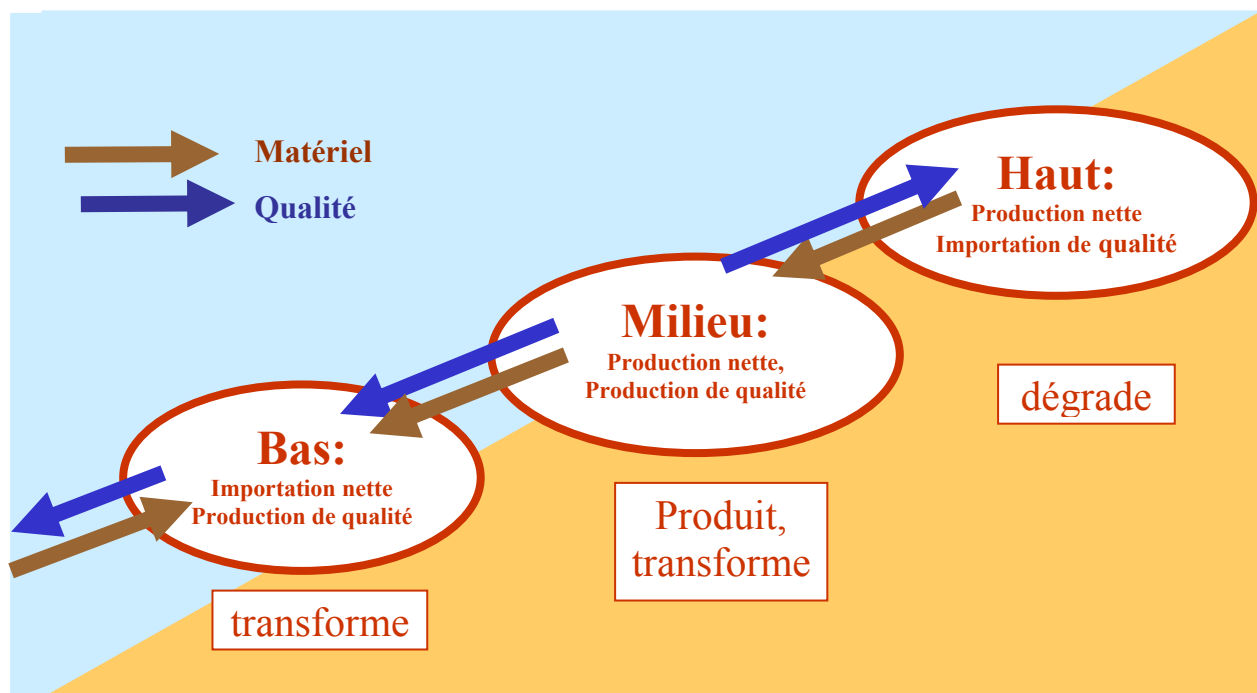 Matériel
Qualité
Haut:
Production nette
Importation de qualité
Milieu:
Production nette,
Production de qualité
dégrade
Bas:
Importation nette
Production de qualité
Produit,
transforme
transforme